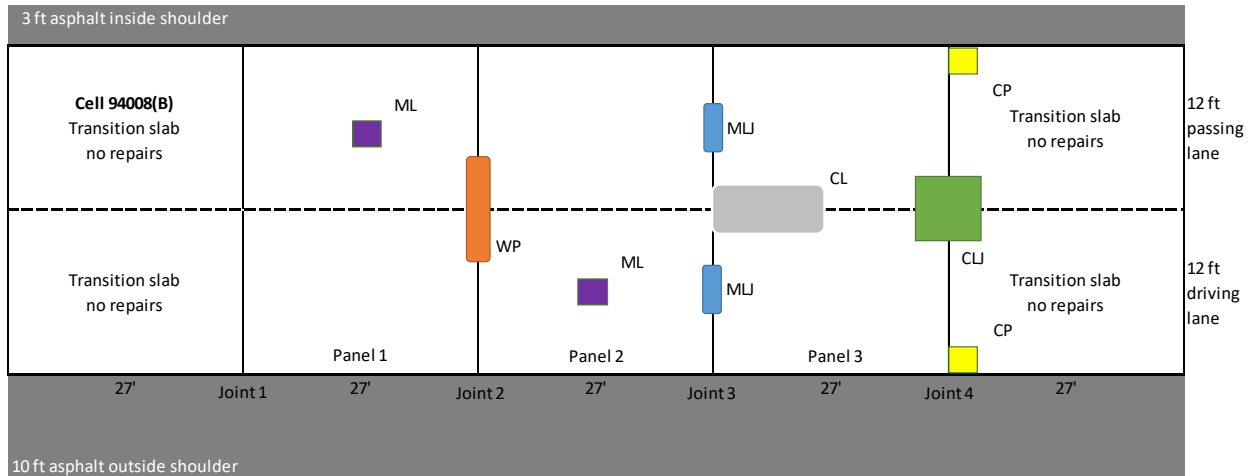 3 ft asphalt inside shoulder
Cell 94008(B)
Transition slab
no repairs
ML
MLJ
CP
Transition slab
no repairs
12 ft
passing
lane
CL
WP
ML
CLJ
Transition slab
no repairs
MLJ
Transition slab
no repairs
12 ft
driving
lane
CP
Panel 1
Panel 2
Panel 3
27'
Joint 1
27'
Joint 2
27'
Joint 3
27'
Joint 4
27'
10 ft asphalt outside shoulder